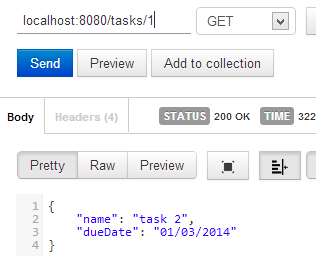 localhost:8080/tasks/1 GET
Send Preview Add to collection
Body Headers (4) STATUS 200 OK TIME 322
Pretty Raw Preview
1 {
2 "name": "task 2",
3 "dueDate": "01/03/2014"
4 }